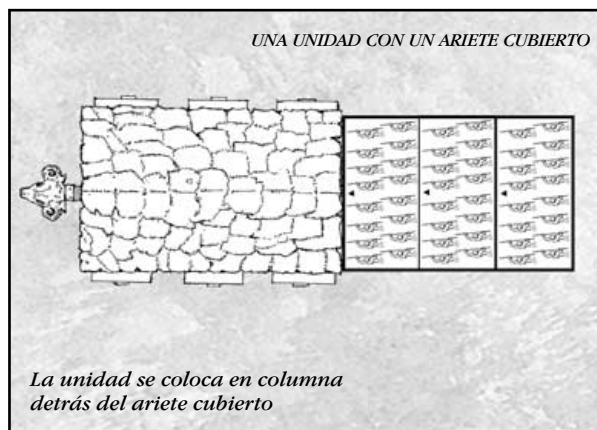 UNA UNIDAD CON UN ARIETE CUBIERTO
La unidad se coloca en columna
detrás del ariete cubierto